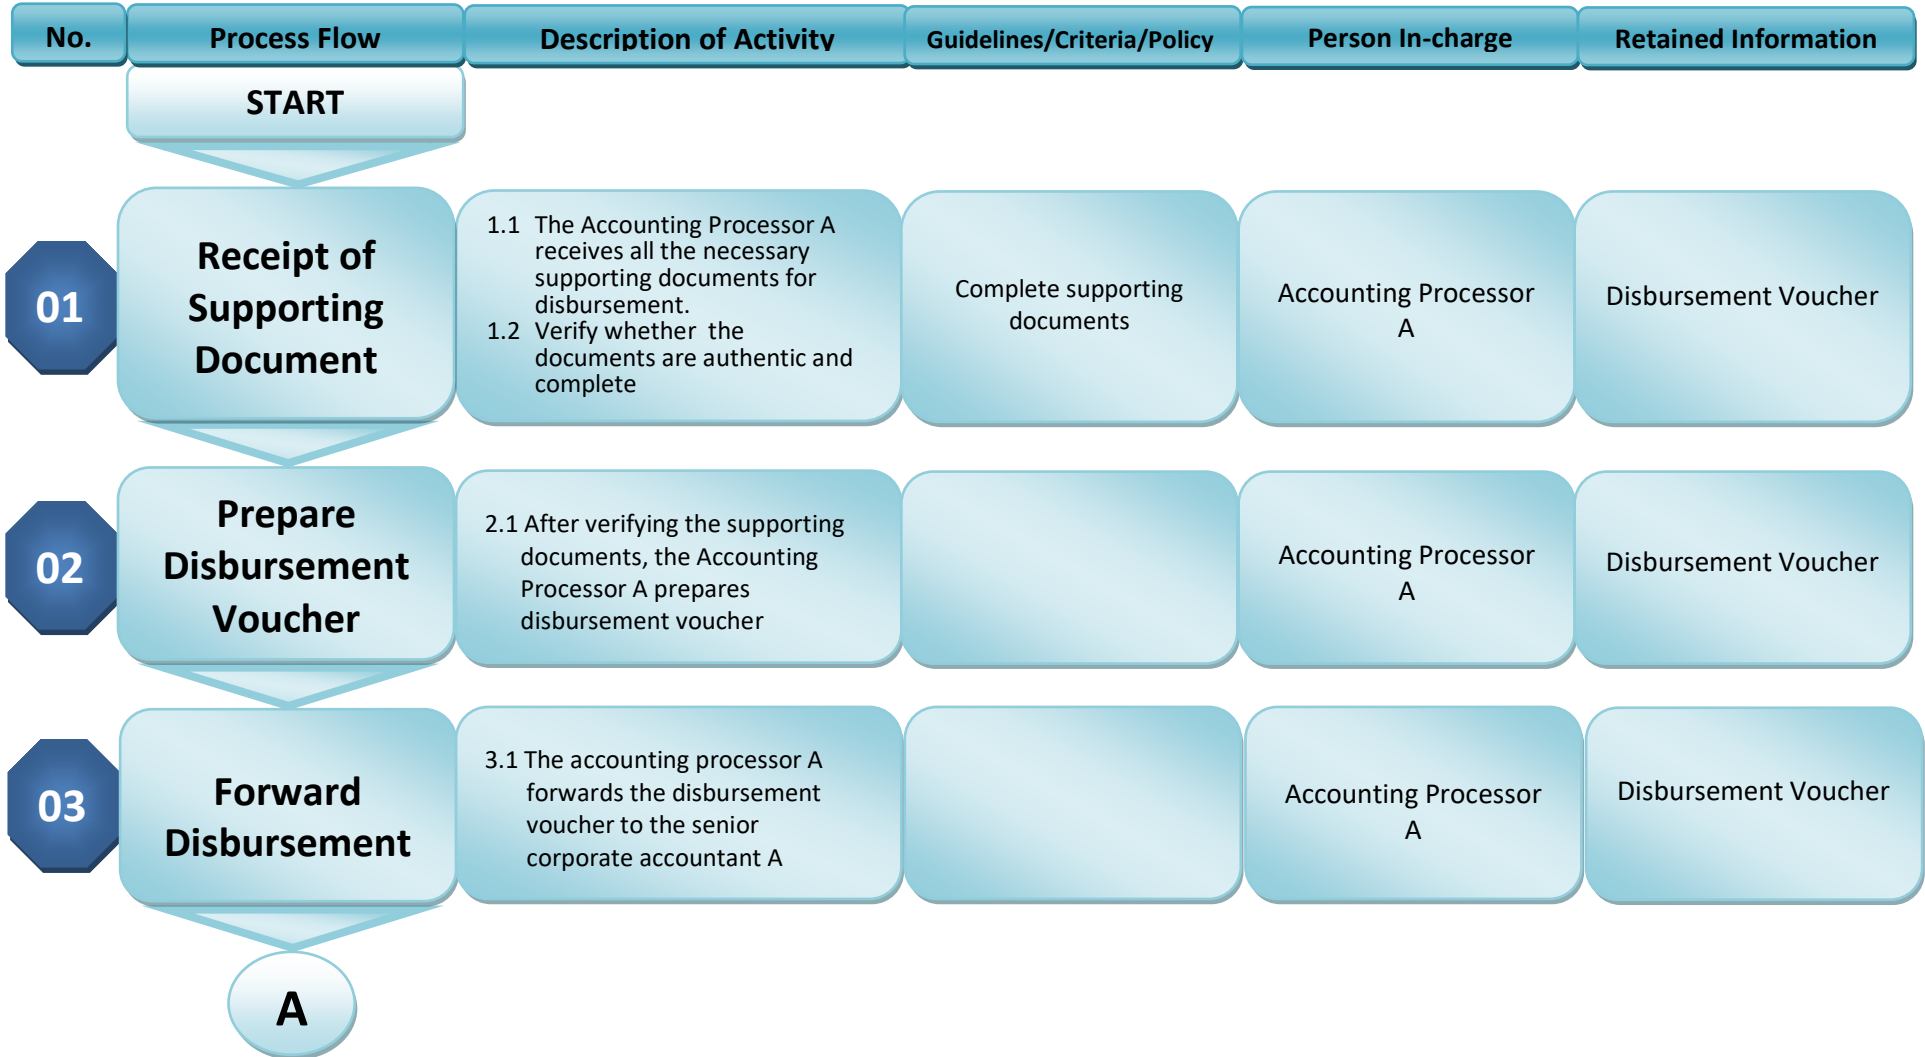 No.
Process Flow
Description of Activity
Guidelines/Criteria/Policy
Person In-charge
Retained Information
START
01
Receipt of
Supporting
Document
1.1 The Accounting Processor A
receives all the necessary
supporting documents for
disbursement.
1.2 Verify whether the
documents are authentic and
complete
Complete supporting
documents
Accounting Processor
A
Disbursement Voucher
02
Prepare
Disbursement
Voucher
2.1 After verifying the supporting
documents, the Accounting
Processor A prepares
disbursement voucher
Accounting Processor
A
Disbursement Voucher
03
Forward
Disbursement
3.1 The accounting processor A
forwards the disbursement
voucher to the senior
corporate accountant A
Accounting Processor
A
Disbursement Voucher
A